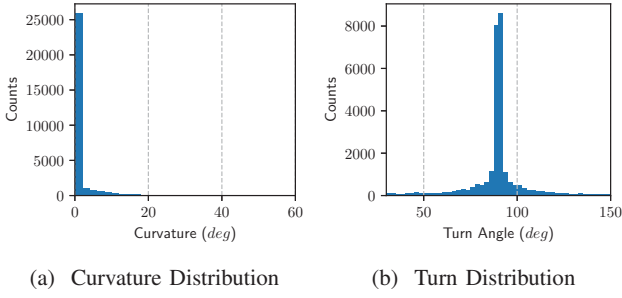 25000
20000
15000
10000
5000
0
Counts
0 20 40 60
Curvature (deg)
(a) Curvature Distribution
8000
6000
4000
2000
0
Counts
50 100 150
Turn Angle (deg)
(b) Turn Distribution